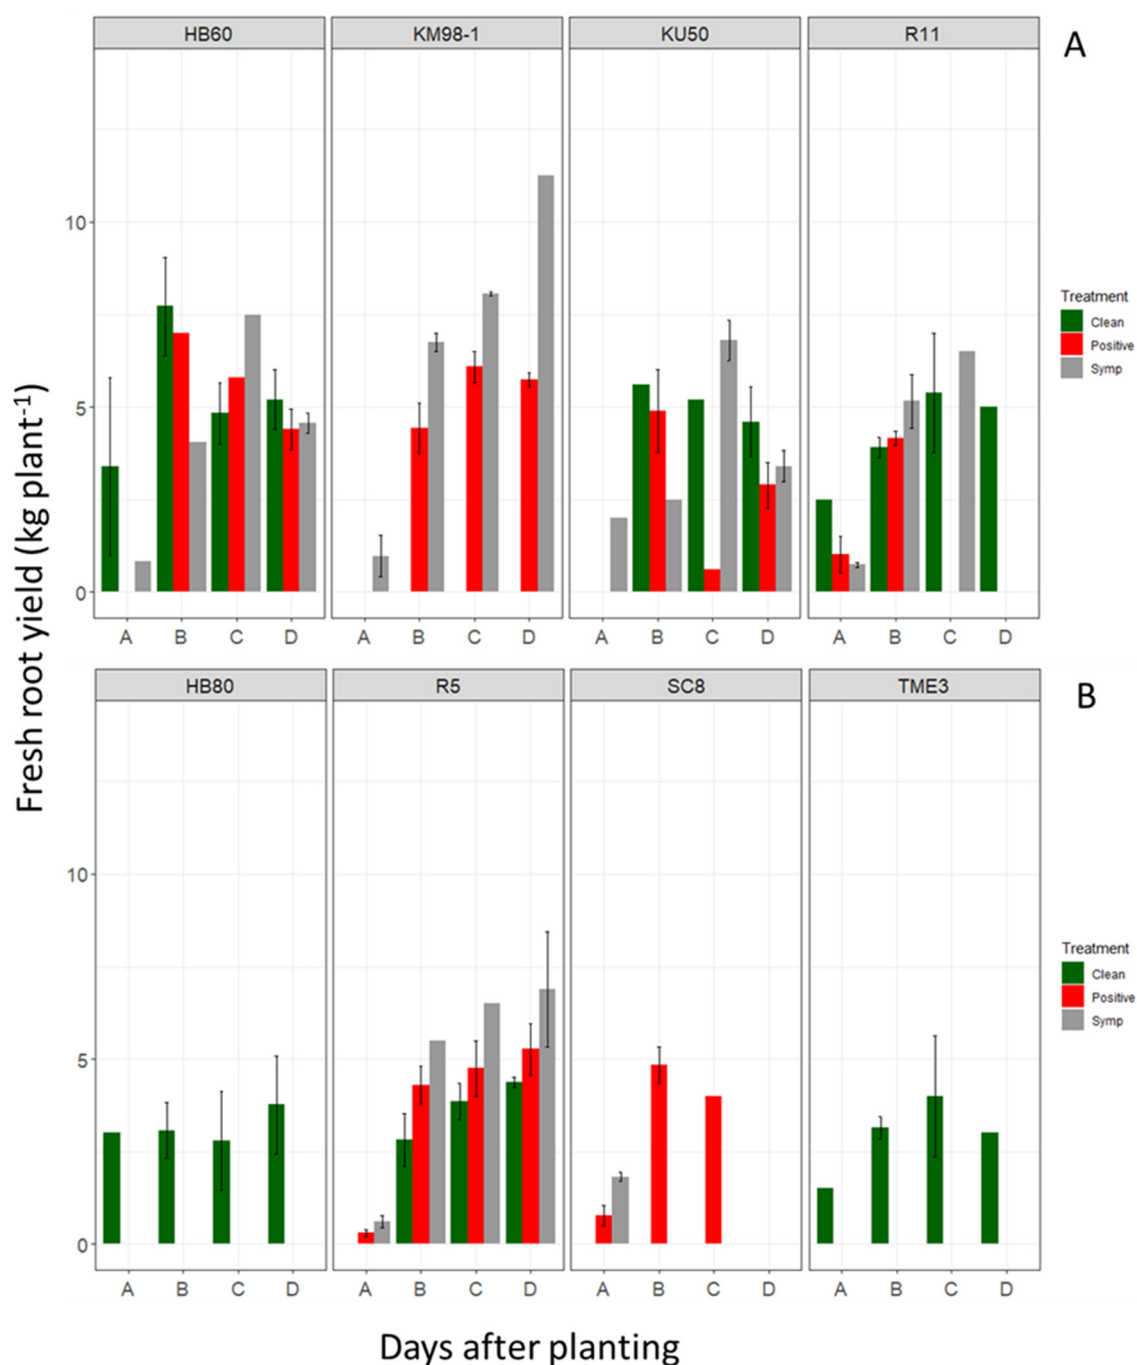 HB60 KM98-1 KU50 R11 A
10
5
0
Treatment
Clean
Positive
Symp
A B C D A B C D A B C D A B C D
Fresh root yield (kg plant⁻¹)
HB80 R5 SC8 TME3 B
10
5
0
Treatment
Clean
Positive
Symp
A B C D A B C D A B C D A B C D
Days after planting